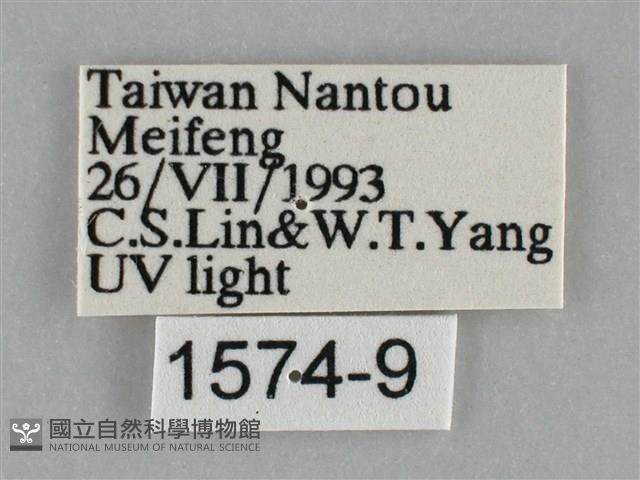 Taiwan Nantou
Meifeng
26/VII/1993
C.S.Lin&W.T.Yang
UV light
1574-9
國立自然科學博物館
NATIONAL MUSEUM OF NATURAL SCIENCE